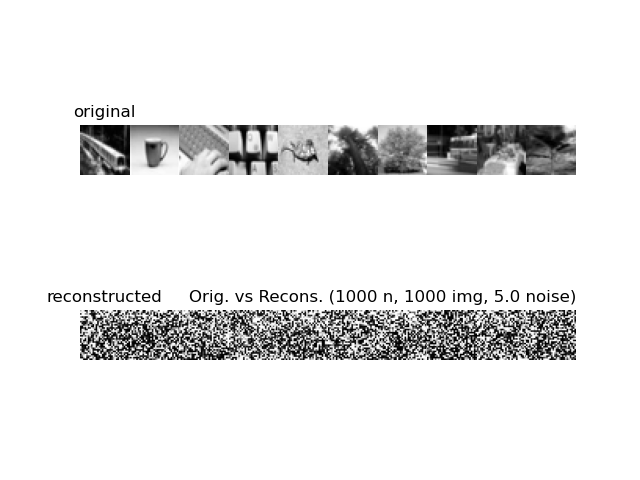 original
reconstructed
Orig. vs Recons. (1000 n, 1000 img, 5.0 noise)